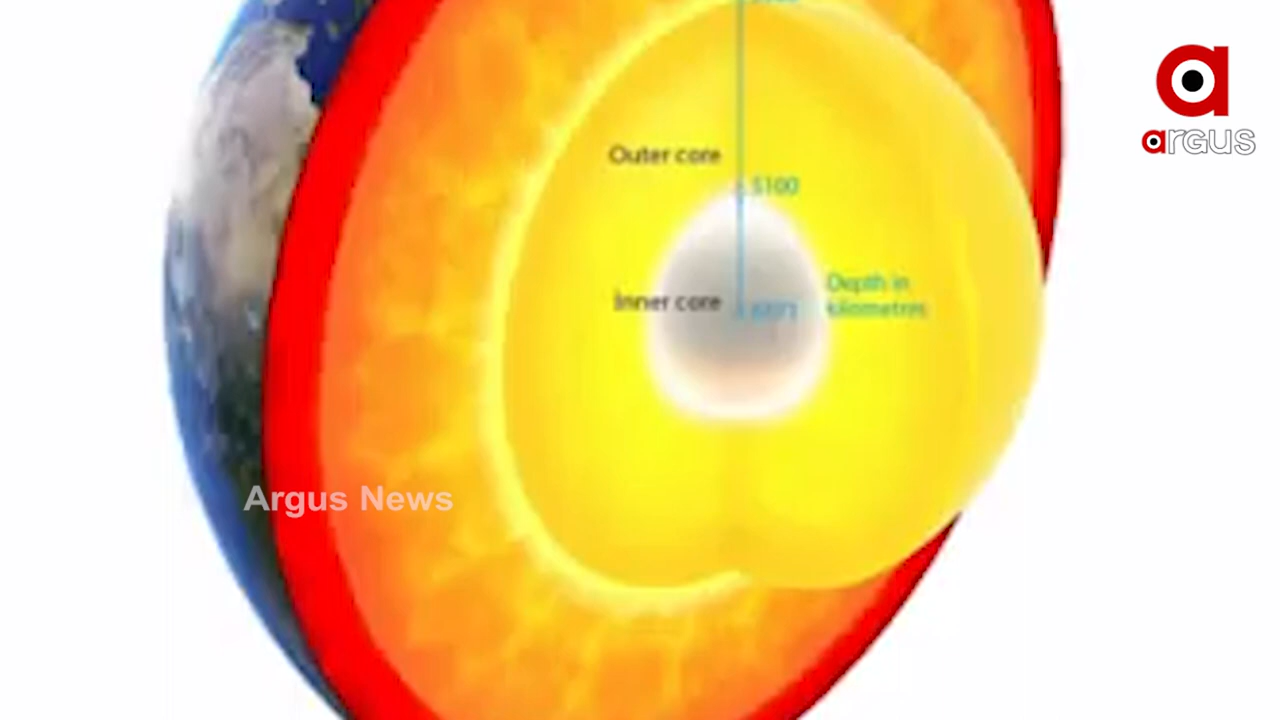 argus
Outer core
5100
Inner core
Depth in
kilometres
Argus News